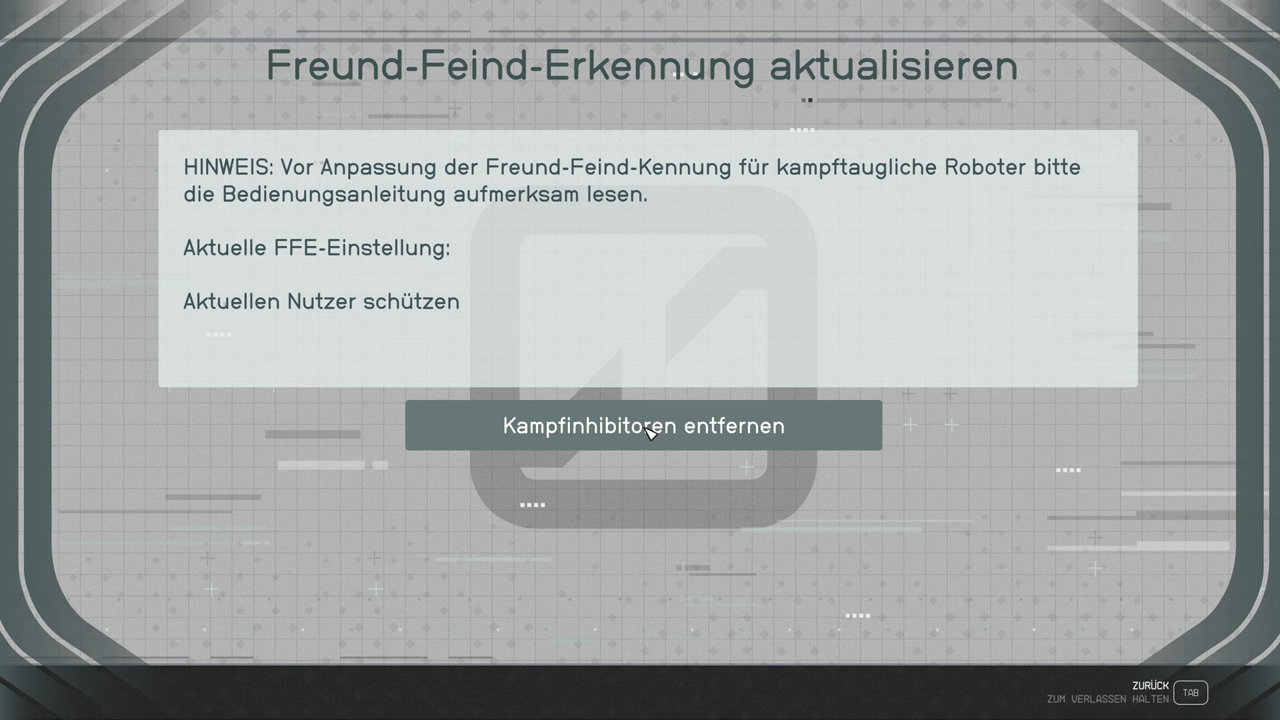 Freund-Feind-Erkennung aktualisieren
HINWEIS: Vor Anpassung der Freund-Feind-Kennung für kampftaugliche Roboter bitte
die Bedienungsanleitung aufmerksam lesen.
Aktuelle FFE-Einstellung:
Aktuellen Nutzer schützen
Kampfinhibitoren entfernen
ZURÜCK
ZUM VERLASSEN HALTEN TAB